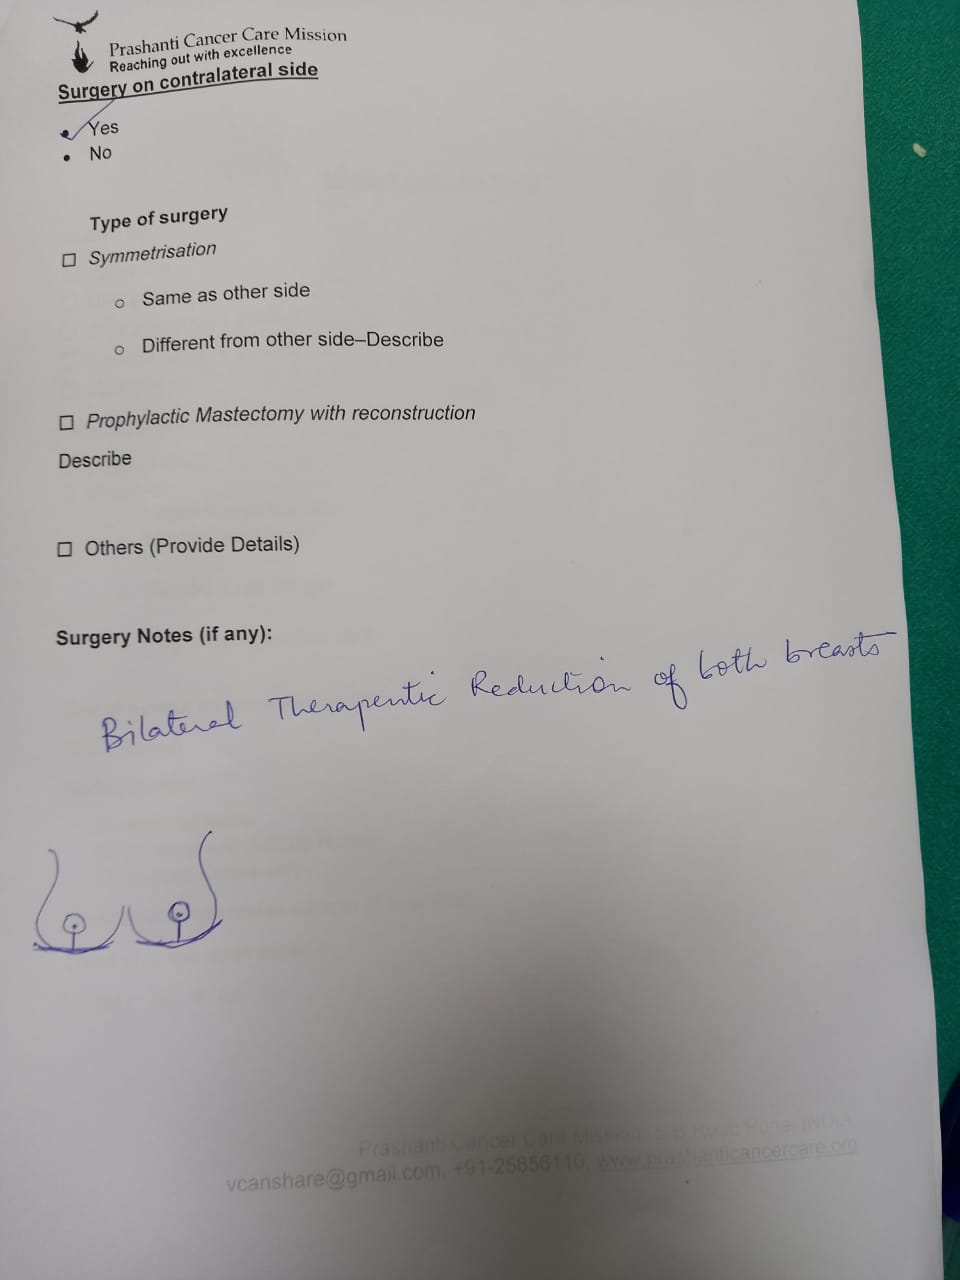 Prashanti Cancer Care Mission
Reaching out with excellence
Surgery on contralateral side
• Yes
• No
Type of surgery
☐ Symmetrisation
o Same as other side
o Different from other side–Describe
☐ Prophylactic Mastectomy with reconstruction
Describe
☐ Others (Provide Details)
Surgery Notes (if any):
Bilateral Therapeutic Reduction of both breasts
Prashanti Cancer Care Mission, Road Pune, INDIA
vcanshare@gmail.com, +91-25656110, www.prashanticancercare.org